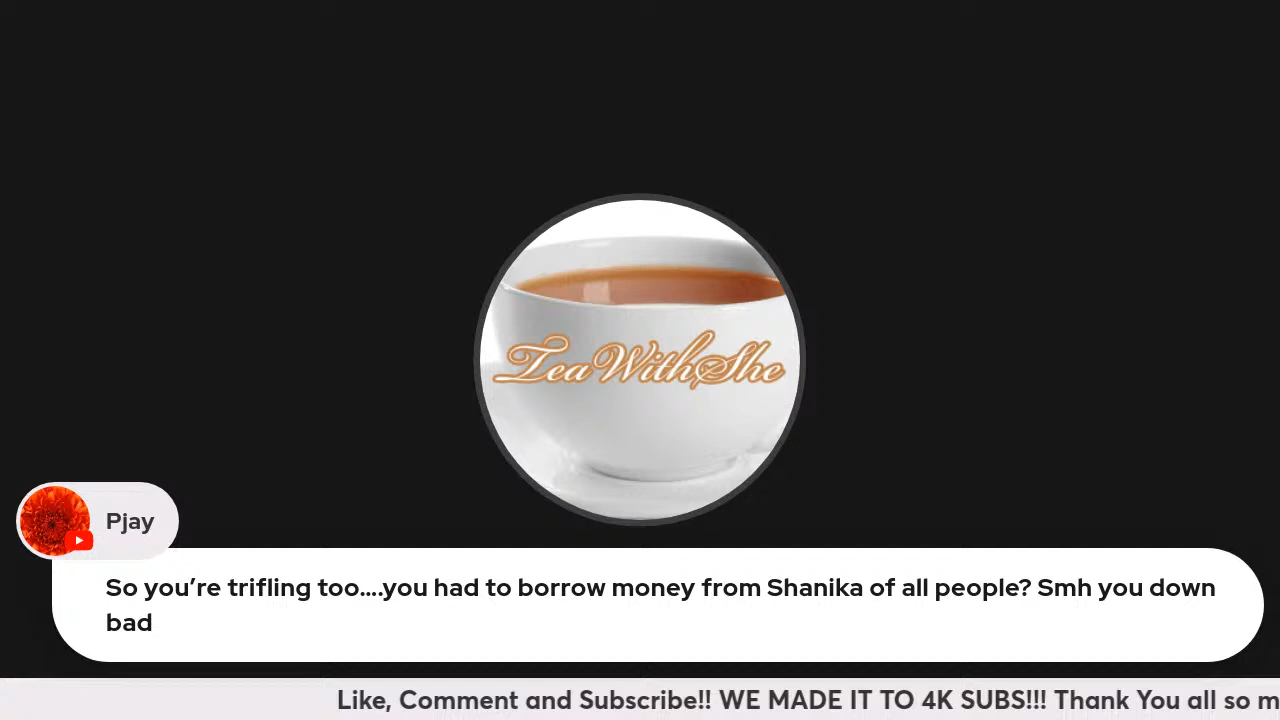 TeaWithShe
Pjay
So you’re trifling too....you had to borrow money from Shanika of all people? Smh you down
bad
Like, Comment and Subscribe!! WE MADE IT TO 4K SUBS!!! Thank You all so m